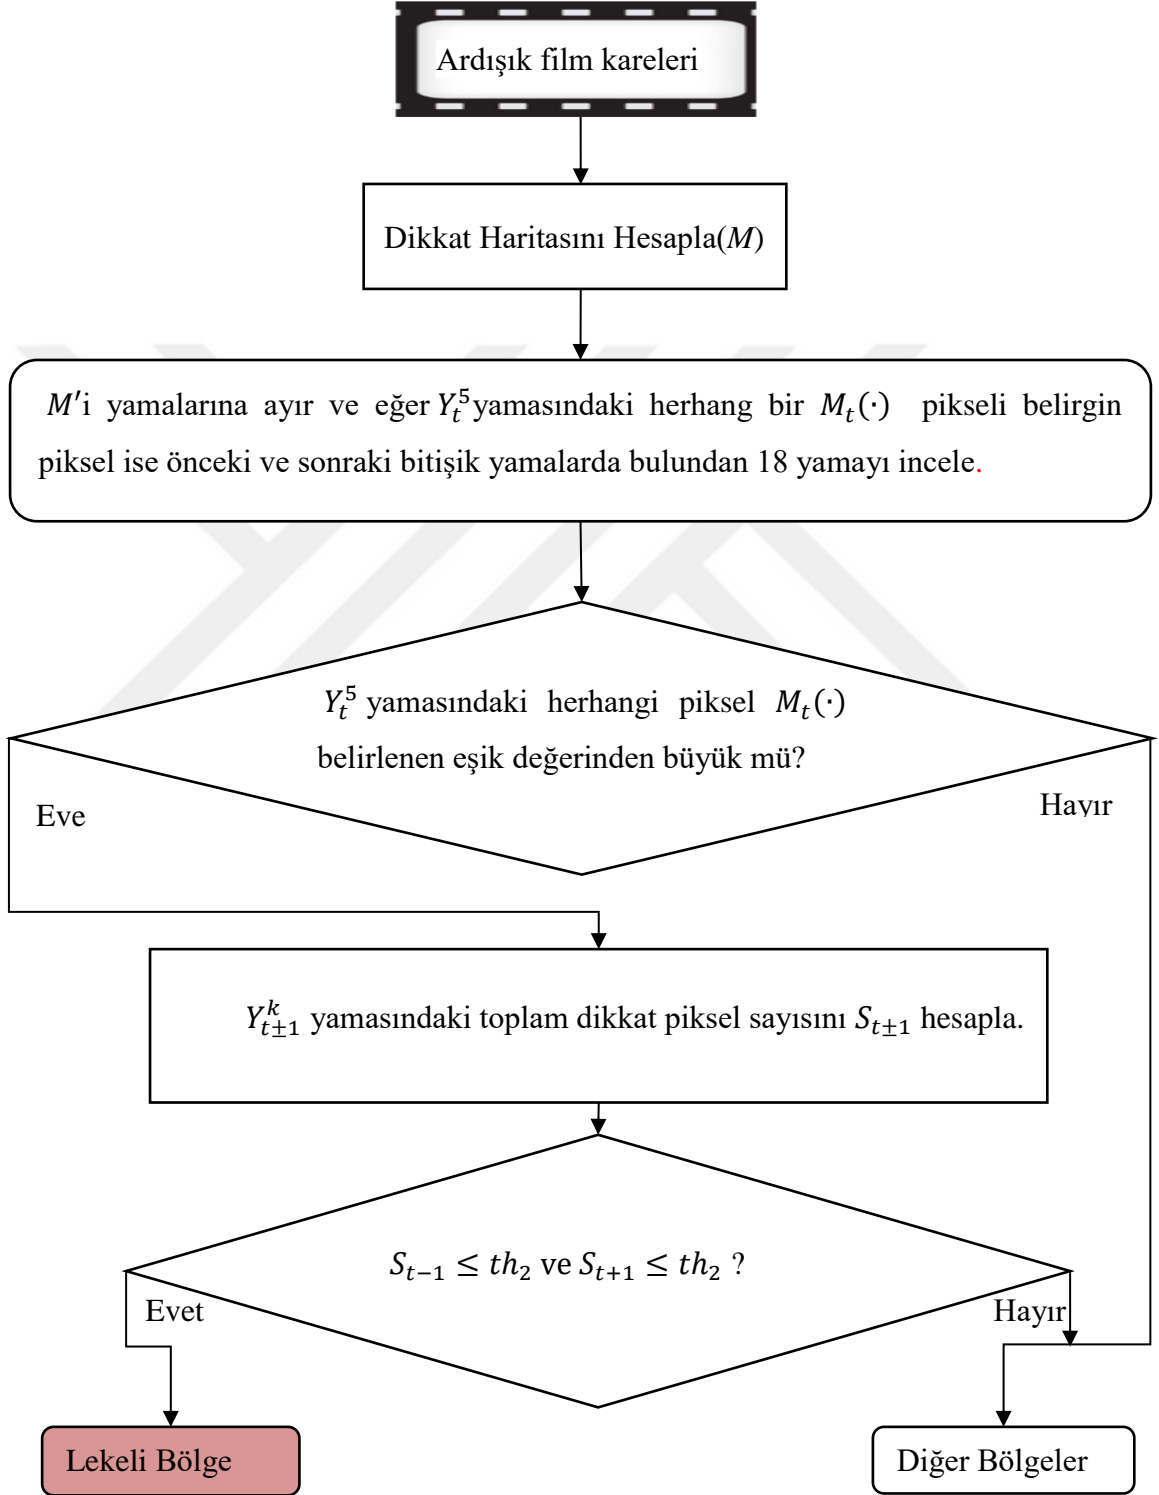 Ardışık film kareleri
Dikkat Haritasını Hesapla(M)
M′i yamalarına ayır ve eğer Y_t^5 yamasındaki herhang bir M_t(·) pikseli belirgin
piksel ise önceki ve sonraki bitişik yamalarda bulundan 18 yamayı incele.
Y_t^5 yamasındaki herhangi piksel M_t(·)
belirlenen eşik değerinden büyük mü?
Eve
Hayır
Y_{t±1}^k yamasındaki toplam dikkat piksel sayısını S_{t±1} hesapla.
S_{t−1} ≤ th_2 ve S_{t+1} ≤ th_2 ?
Evet
Hayır
Lekeli Bölge
Diğer Bölgeler